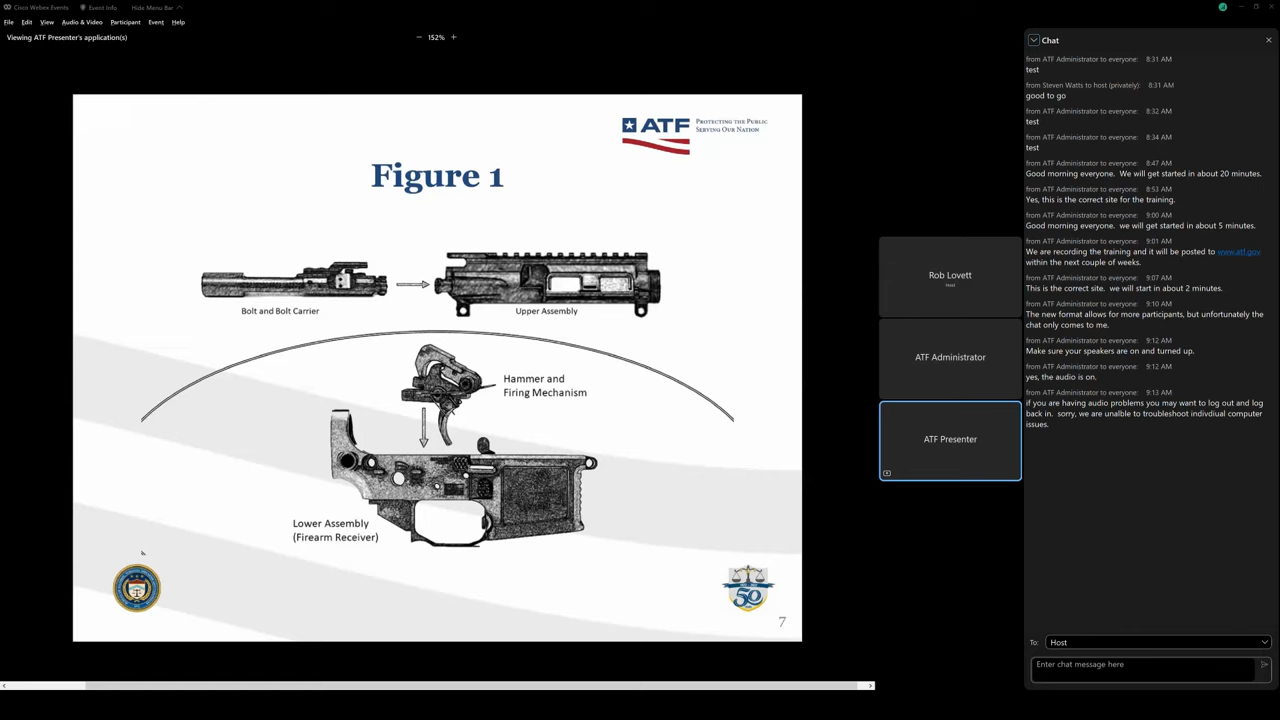 Cisco Webex Events
Event Info
Hide Menu Bar
File Edit View Audio & Video Participant Event Help
Viewing ATF Presenter's application(s)
152%
ATF
PROTECTING THE PUBLIC
SERVING OUR NATION
Figure 1
Bolt and Bolt Carrier
Upper Assembly
Hammer and
Firing Mechanism
Lower Assembly
(Firearm Receiver)
50
7
Rob Lovett
Host
ATF Administrator
ATF Presenter
Chat
from ATF Administrator to everyone: 8:31 AM
test
from Steven Watts to host (privately): 8:31 AM
good to go
from ATF Administrator to everyone: 8:32 AM
test
from ATF Administrator to everyone: 8:34 AM
test
from ATF Administrator to everyone: 8:47 AM
Good morning everyone. We will get started in about 20 minutes.
from ATF Administrator to everyone: 8:53 AM
Yes, this is the correct site for the training.
from ATF Administrator to everyone: 9:00 AM
Good morning everyone. we will get started in about 5 minutes.
from ATF Administrator to everyone: 9:01 AM
We are recording the training and it will be posted to www.atf.gov
within the next couple of weeks.
from ATF Administrator to everyone: 9:07 AM
This is the correct site. we will start in about 2 minutes.
from ATF Administrator to everyone: 9:10 AM
The new format allows for more participants, but unfortunately the
chat only comes to me.
from ATF Administrator to everyone: 9:12 AM
Make sure your speakers are on and turned up.
from ATF Administrator to everyone: 9:12 AM
yes, the audio is on.
from ATF Administrator to everyone: 9:13 AM
if you are having audio problems you may want to log out and log
back in. sorry, we are unable to troubleshoot indivdiual computer
issues.
To: Host
Enter chat message here